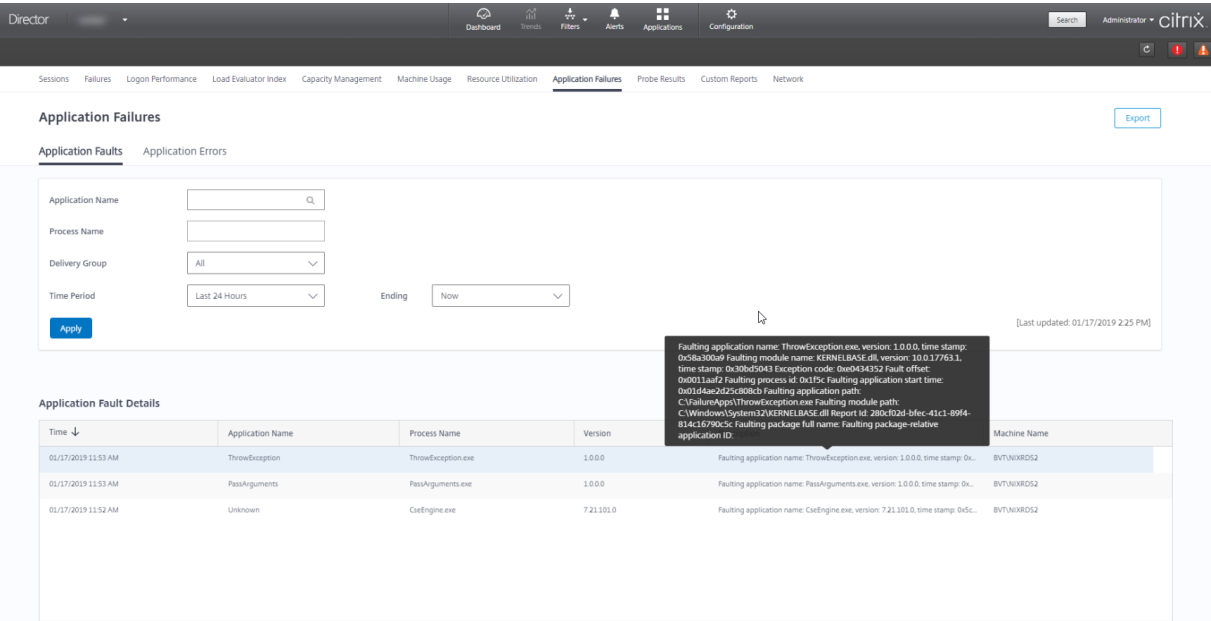 Director
Dashboard
Trends
Filters
Alerts
Applications
Configuration
Search
Administrator
citrix
Sessions Failures Logon Performance Load Evaluator Index Capacity Management Machine Usage Resource Utilization Application Failures Probe Results Custom Reports Network
Application Failures
Export
Application Faults Application Errors
Application Name
Process Name
Delivery Group All
Time Period Last 24 Hours Ending Now
Apply
[Last updated: 01/17/2019 2:25 PM]
Faulting application name: ThrowException.exe, version: 1.0.0.0, time stamp:
0x58a300a9 Faulting module name: KERNELBASE.dll, version: 10.0.17763.1,
time stamp: 0x30bd5043 Exception code: 0xe0434352 Fault offset:
0x0011aaf2 Faulting process id: 0x1f5c Faulting application start time:
0x01d4ae2d25c808cb Faulting application path:
C:\FailureApps\ThrowException.exe Faulting module path:
C:\Windows\System32\KERNELBASE.dll Report Id: 280cf02d-bfec-41c1-89f4-
814c16790c5c Faulting package full name: Faulting package-relative
application ID:
Application Fault Details
Time Application Name Process Name Version Machine Name
01/17/2019 11:53 AM ThrowException ThrowException.exe 1.0.0.0 Faulting application name: ThrowException.exe, version: 1.0.0.0, time stamp: 0x... BVT\NIXRDS2
01/17/2019 11:53 AM PassArguments PassArguments.exe 1.0.0.0 Faulting application name: PassArguments.exe, version: 1.0.0.0, time stamp: 0x... BVT\NIXRDS2
01/17/2019 11:52 AM Unknown CseEngine.exe 7.21.101.0 Faulting application name: CseEngine.exe, version: 7.21.101.0, time stamp: 0x5c... BVT\NIXRDS2